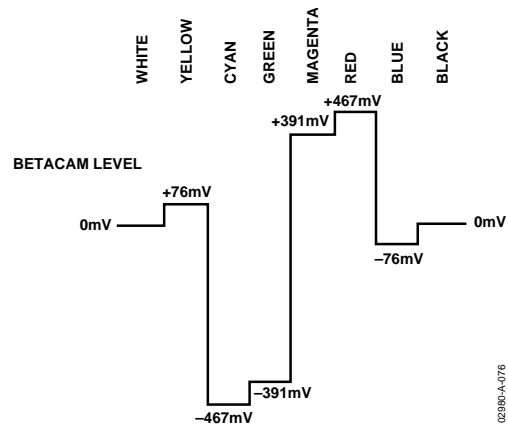 WHITE
YELLOW
CYAN
GREEN
MAGENTA
RED
BLUE
BLACK
+467mV
+391mV
BETACAM LEVEL
+76mV
0mV
0mV
–76mV
–391mV
–467mV
02980-A-076